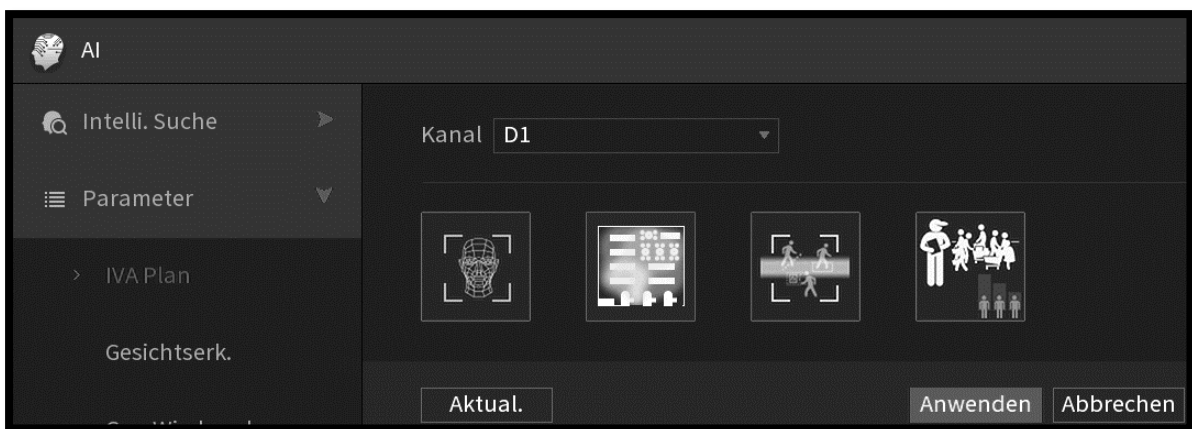 AI
Intelli. Suche
Parameter
IVA Plan
Gesichtserk.
Kanal D1
Aktual.
Anwenden Abbrechen